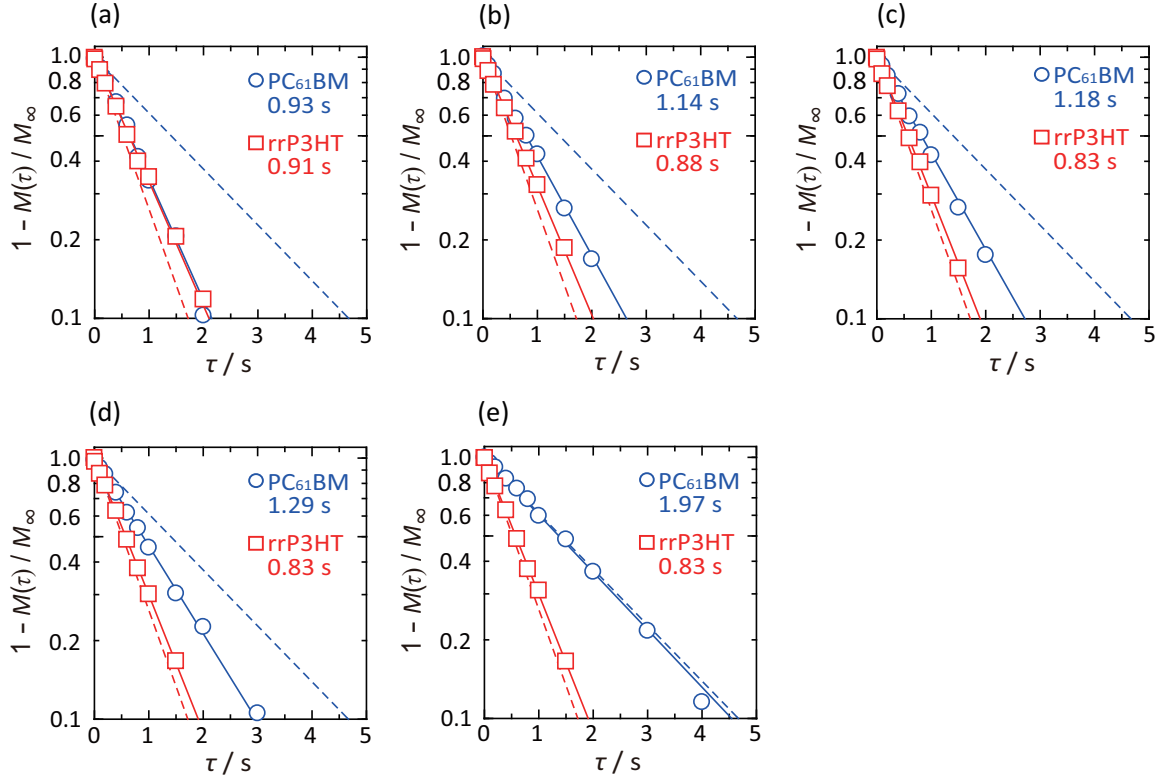 (a)
1 – M(τ) / M∞
1.0
0.8
0.6
0.4
0.2
0.1
PC₆₁BM
0.93 s
rrP3HT
0.91 s
0 1 2 3 4 5
τ / s
(b)
1 – M(τ) / M∞
1.0
0.8
0.6
0.4
0.2
0.1
PC₆₁BM
1.14 s
rrP3HT
0.88 s
0 1 2 3 4 5
τ / s
(c)
1 – M(τ) / M∞
1.0
0.8
0.6
0.4
0.2
0.1
PC₆₁BM
1.18 s
rrP3HT
0.83 s
0 1 2 3 4 5
τ / s
(d)
1 – M(τ) / M∞
1.0
0.8
0.6
0.4
0.2
0.1
PC₆₁BM
1.29 s
rrP3HT
0.83 s
0 1 2 3 4 5
τ / s
(e)
1 – M(τ) / M∞
1.0
0.8
0.6
0.4
0.2
0.1
PC₆₁BM
1.97 s
rrP3HT
0.83 s
0 1 2 3 4 5
τ / s